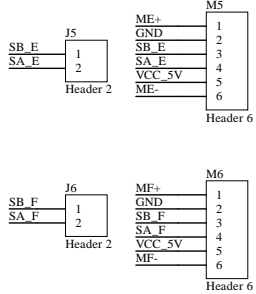 M5
ME+ 1
GND 2
SB_E 3
SA_E 4
VCC_5V 5
ME- 6
Header 6
J5
SB_E 1
SA_E 2
Header 2
M6
MF+ 1
GND 2
SB_F 3
SA_F 4
VCC_5V 5
MF- 6
Header 6
J6
SB_F 1
SA_F 2
Header 2